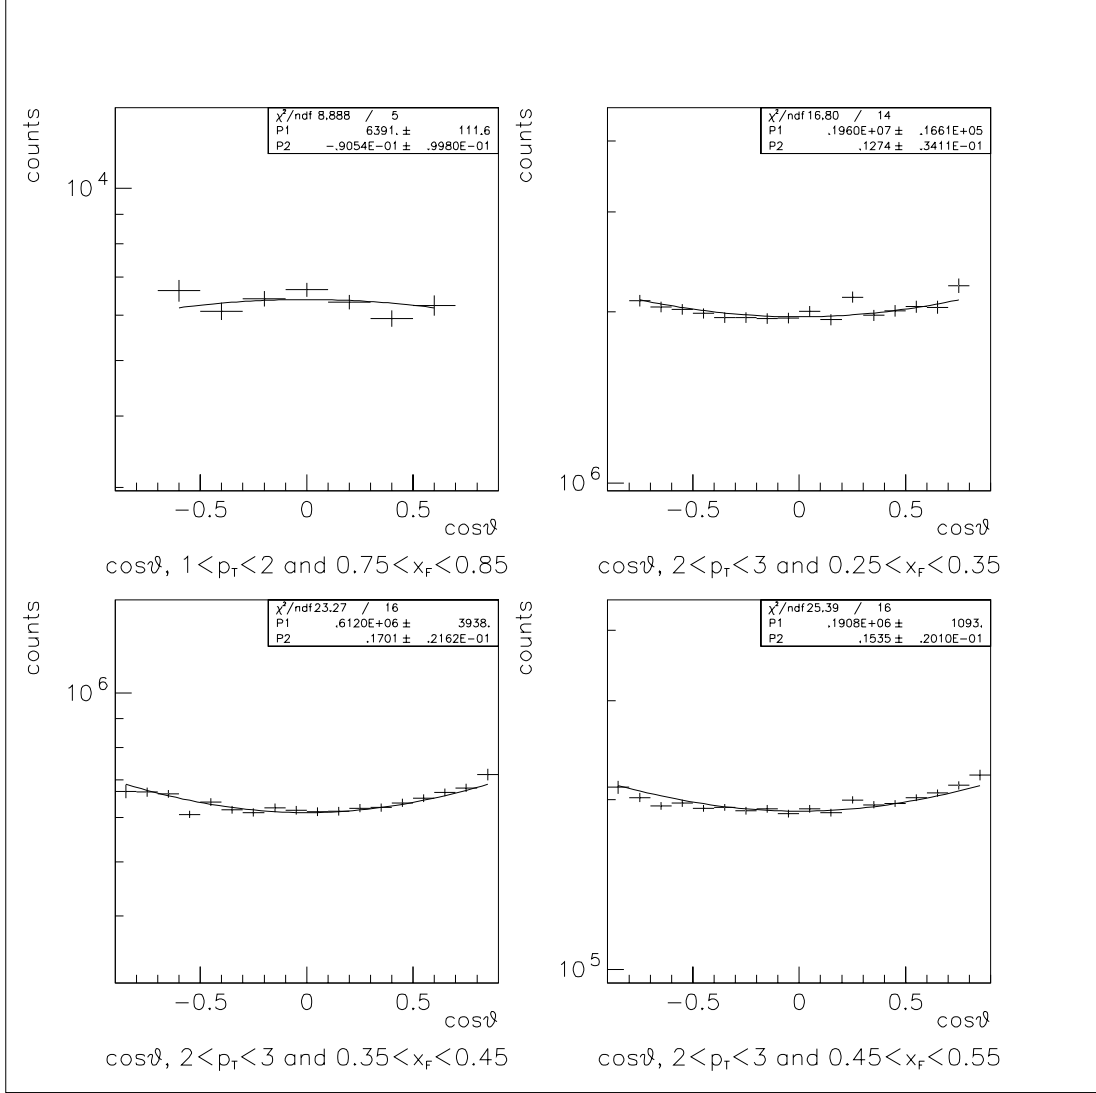 counts
χ²/ndf 8.888 / 5
P1 6391. ± 111.6
P2 -.9054E-01 ± .9980E-01
10⁴
-0.5 0 0.5
cosϑ
cosϑ, 1<p_T<2 and 0.75<x_F<0.85
counts
χ²/ndf 16.80 / 14
P1 .1960E+07 ± .1661E+05
P2 .1274 ± .3411E-01
10⁶
-0.5 0 0.5
cosϑ
cosϑ, 2<p_T<3 and 0.25<x_F<0.35
counts
χ²/ndf 23.27 / 16
P1 .6120E+06 ± 3938.
P2 .1701 ± .2162E-01
10⁶
-0.5 0 0.5
cosϑ
cosϑ, 2<p_T<3 and 0.35<x_F<0.45
counts
χ²/ndf 25.39 / 16
P1 .1908E+06 ± 1093.
P2 .1535 ± .2010E-01
10⁵
-0.5 0 0.5
cosϑ
cosϑ, 2<p_T<3 and 0.45<x_F<0.55